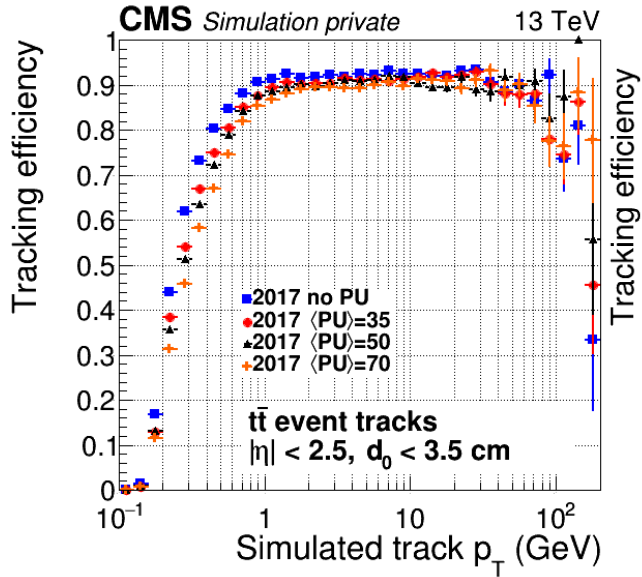 CMS Simulation private 13 TeV
Tracking efficiency
Tracking efficiency
1
0.9
0.8
0.7
0.6
0.5
0.4
0.3
0.2
0.1
0
2017 no PU
2017 ⟨PU⟩=35
2017 ⟨PU⟩=50
2017 ⟨PU⟩=70
tt̄ event tracks
|η| < 2.5, d₀ < 3.5 cm
10⁻¹ 1 10 10²
Simulated track p_T (GeV)